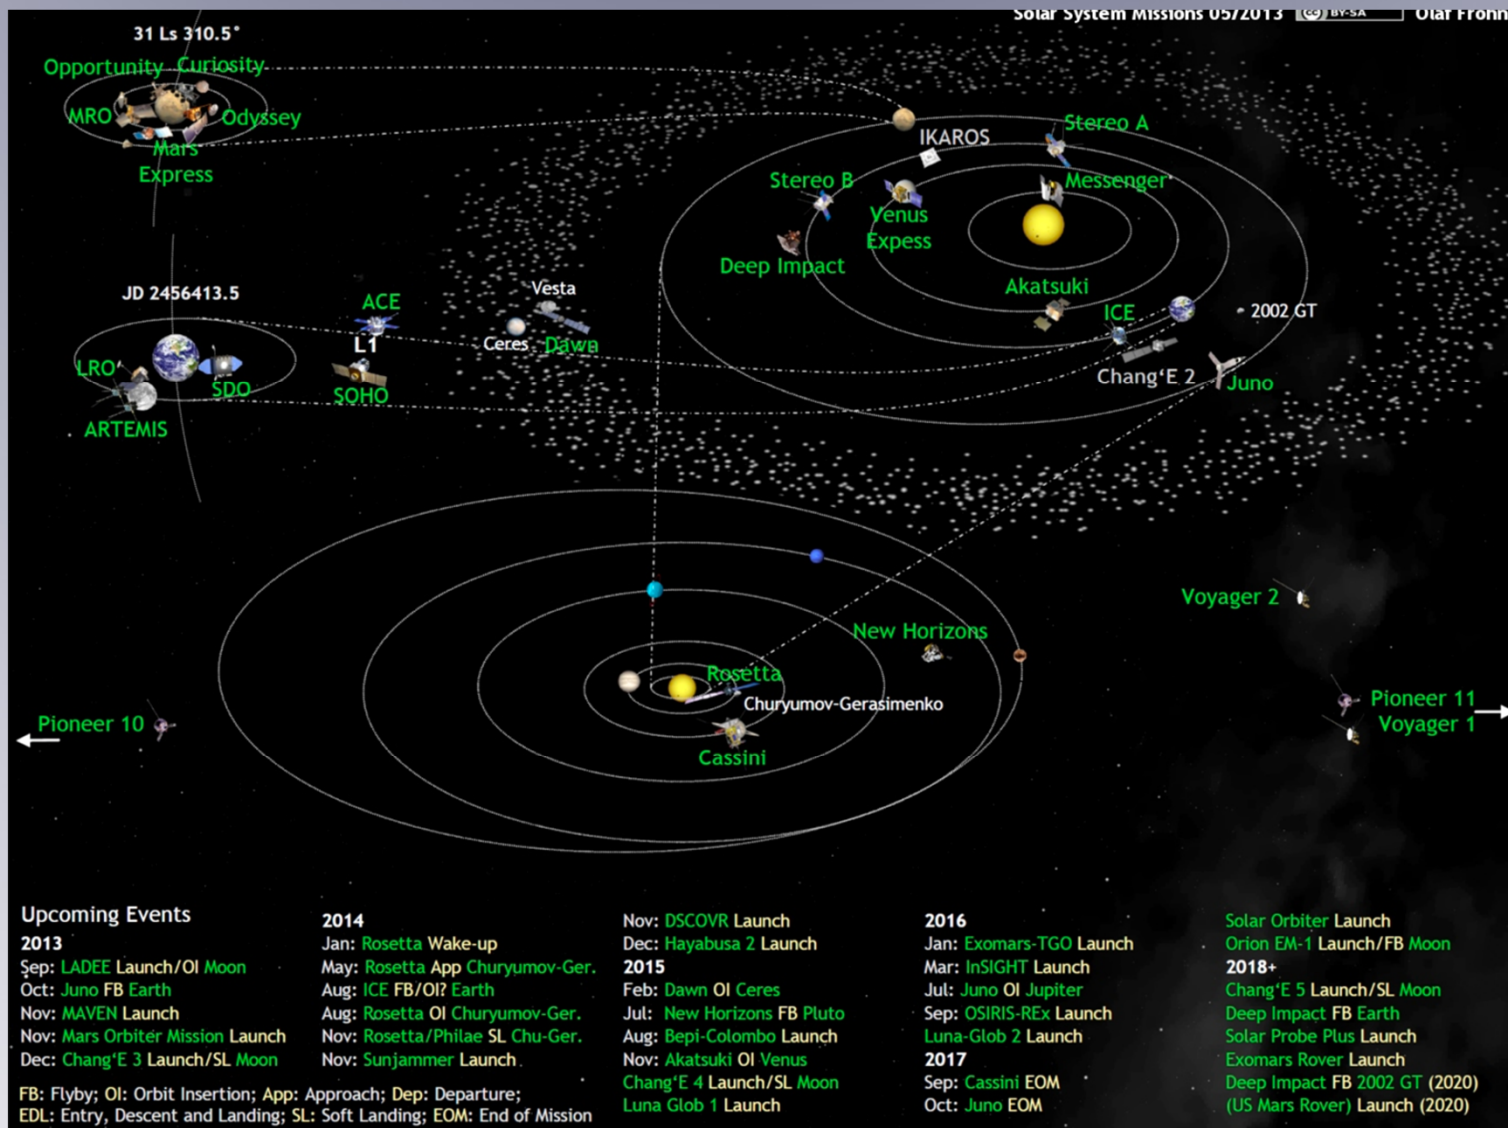 Solar System Missions 05/2013 cc BY-SA Olaf Frohn
31 Ls 310.5°
Opportunity Curiosity
MRO
Odyssey
Mars
Express
IKAROS
Stereo A
Stereo B
Messenger
Venus
Expess
Deep Impact
Akatsuki
JD 2456413.5
ACE
L1
SOHO
LRO
SDO
ARTEMIS
Vesta
Ceres
Dawn
ICE
2002 GT
Chang'E 2
Juno
Voyager 2
New Horizons
Rosetta
Churyumov-Gerasimenko
Cassini
Pioneer 10
Pioneer 11
Voyager 1
Upcoming Events
2013
Sep: LADEE Launch/OI Moon
Oct: Juno FB Earth
Nov: MAVEN Launch
Nov: Mars Orbiter Mission Launch
Dec: Chang'E 3 Launch/SL Moon
2014
Jan: Rosetta Wake-up
May: Rosetta App Churyumov-Ger.
Aug: ICE FB/OI? Earth
Aug: Rosetta OI Churyumov-Ger.
Nov: Rosetta/Philae SL Chu-Ger.
Nov: Sunjammer Launch
Nov: DSCOVR Launch
Dec: Hayabusa 2 Launch
2015
Feb: Dawn OI Ceres
Jul: New Horizons FB Pluto
Aug: Bepi-Colombo Launch
Nov: Akatsuki OI Venus
Chang'E 4 Launch/SL Moon
Luna Glob 1 Launch
2016
Jan: Exomars-TGO Launch
Mar: InSIGHT Launch
Jul: Juno OI Jupiter
Sep: OSIRIS-REx Launch
Luna-Glob 2 Launch
2017
Sep: Cassini EOM
Oct: Juno EOM
Solar Orbiter Launch
Orion EM-1 Launch/FB Moon
2018+
Chang'E 5 Launch/SL Moon
Deep Impact FB Earth
Solar Probe Plus Launch
Exomars Rover Launch
Deep Impact FB 2002 GT (2020)
(US Mars Rover) Launch (2020)
FB: Flyby; OI: Orbit Insertion; App: Approach; Dep: Departure;
EDL: Entry, Descent and Landing; SL: Soft Landing; EOM: End of Mission